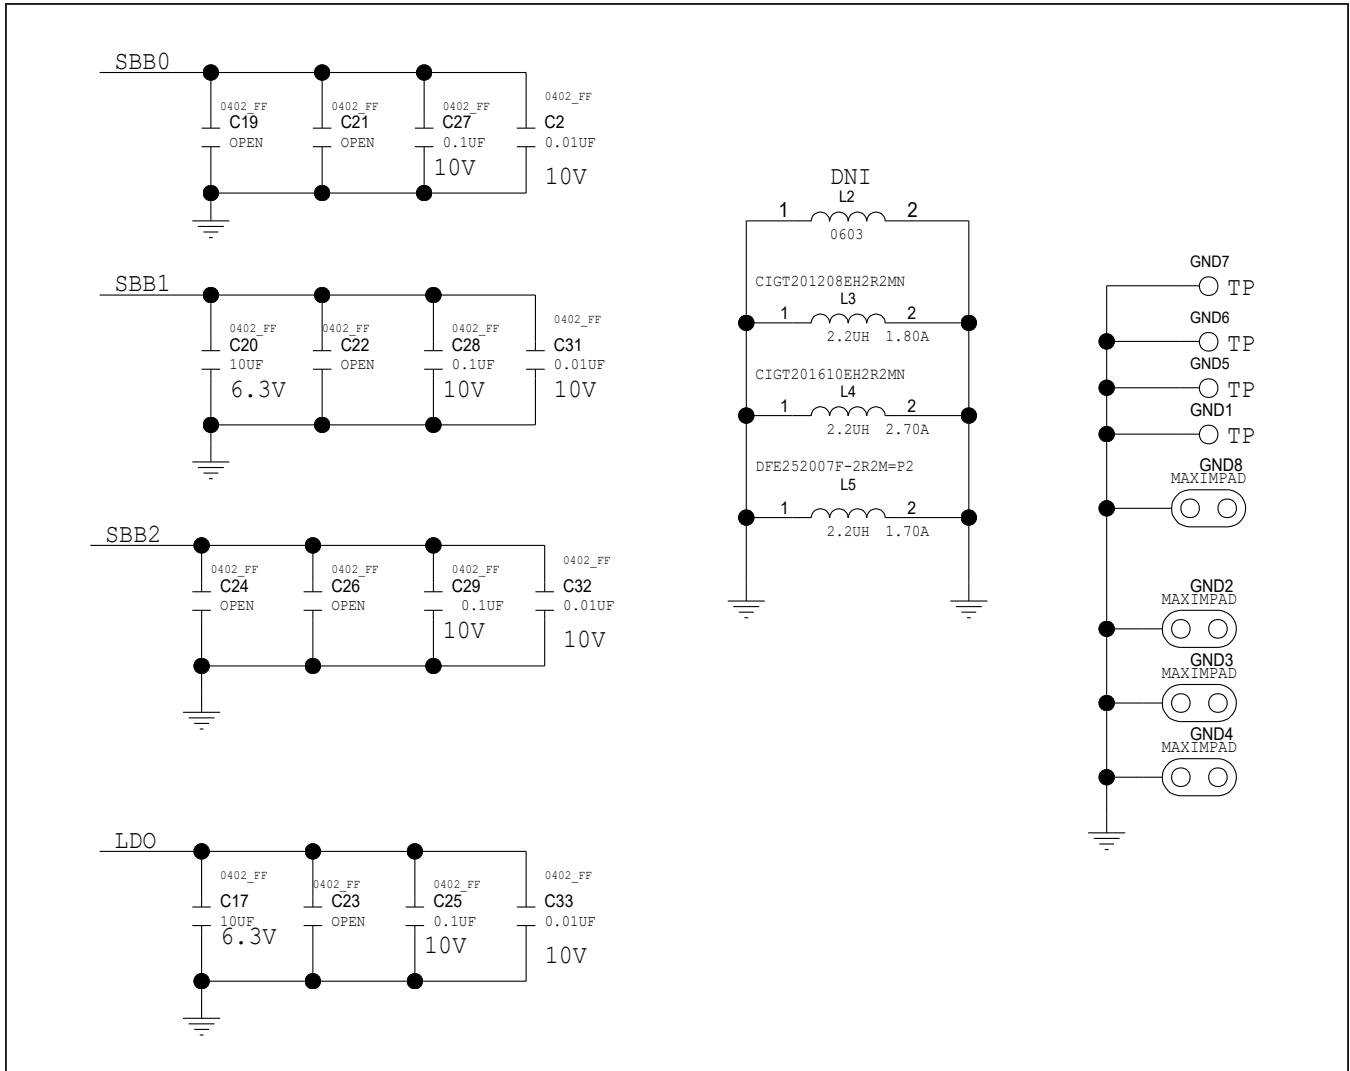 SBB0
0402_FF
C19
OPEN
0402_FF
C21
OPEN
0402_FF
C27
0.1UF
10V
0402_FF
C2
0.01UF
10V
SBB1
0402_FF
C20
10UF
6.3V
0402_FF
C22
OPEN
0402_FF
C28
0.1UF
10V
0402_FF
C31
0.01UF
10V
SBB2
0402_FF
C24
OPEN
0402_FF
C26
OPEN
0402_FF
C29
0.1UF
10V
0402_FF
C32
0.01UF
10V
LDO
0402_FF
C17
10UF
6.3V
0402_FF
C23
OPEN
0402_FF
C25
0.1UF
10V
0402_FF
C33
0.01UF
10V
DNI
L2
1 2
0603
CIGT201208EH2R2MN
L3
1 2
2.2UH 1.80A
CIGT201610EH2R2MN
L4
1 2
2.2UH 2.70A
DFE252007F-2R2M=P2
L5
1 2
2.2UH 1.70A
GND7
TP
GND6
TP
GND5
TP
GND1
TP
GND8
MAXIMPAD
GND2
MAXIMPAD
GND3
MAXIMPAD
GND4
MAXIMPAD